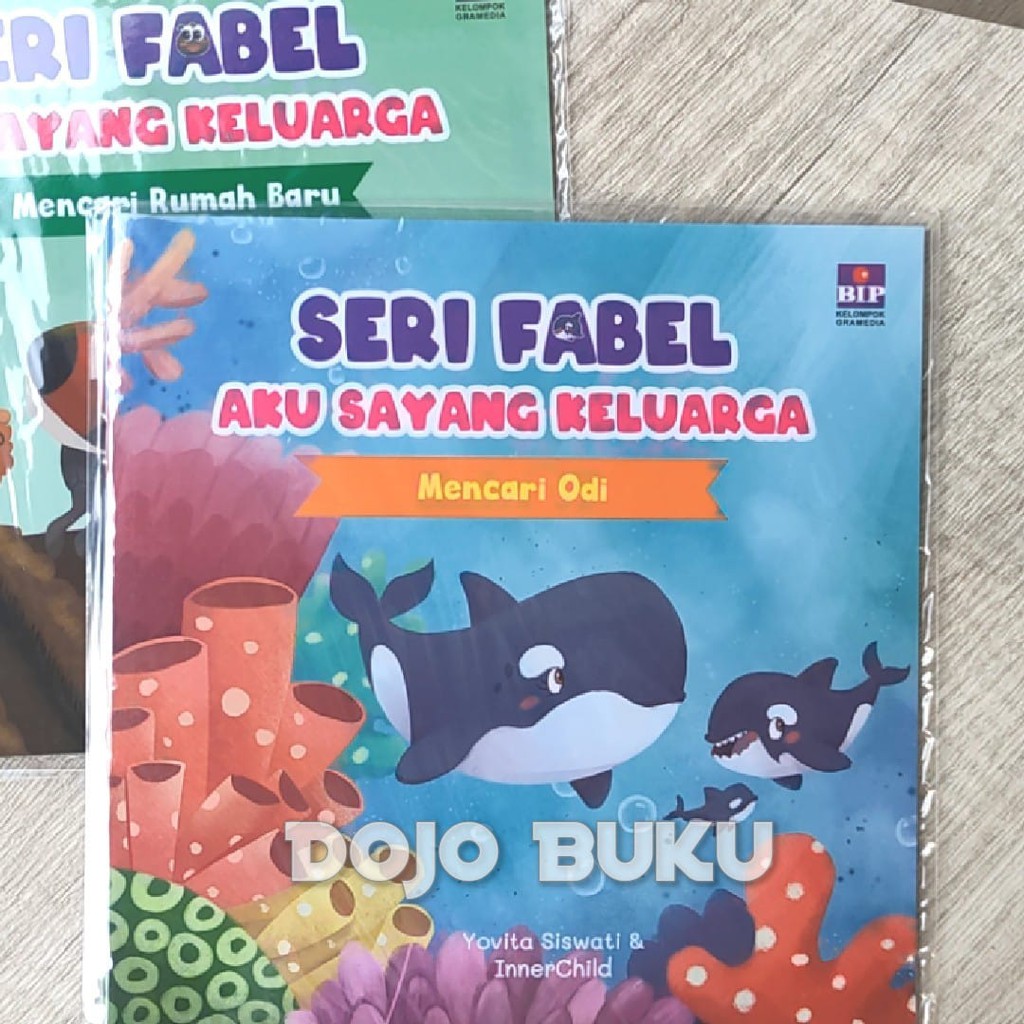 KELOMPOK
GRAMEDIA
ERI FABEL
SAYANG KELUARGA
Mencari Rumah Baru
BIP
KELOMPOK
GRAMEDIA
SERI FABEL
AKU SAYANG KELUARGA
Mencari Odi
DOJO BUKU
Yovita Siswati &
InnerChild